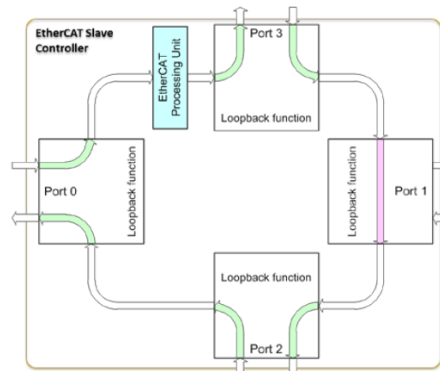 EtherCAT Slave
Controller
EtherCAT
Processing Unit
Port 3
Loopback function
Port 0
Loopback function
Loopback function
Port 1
Loopback function
Port 2